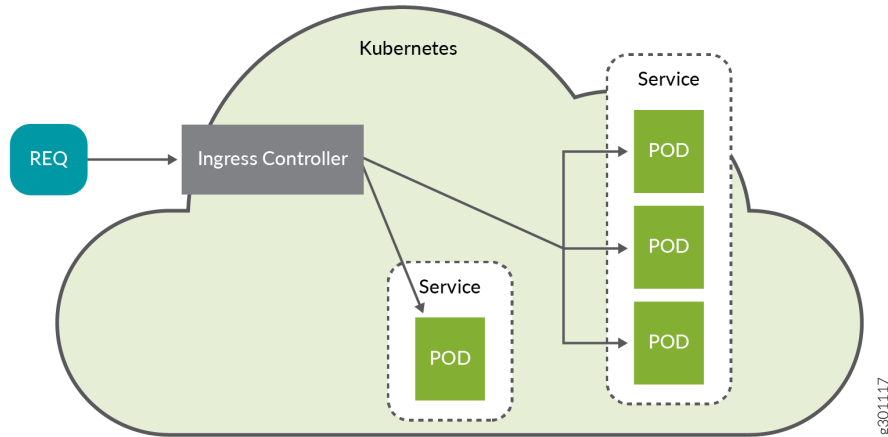 Kubernetes
Service
REQ
Ingress Controller
POD
POD
POD
Service
POD
g301117